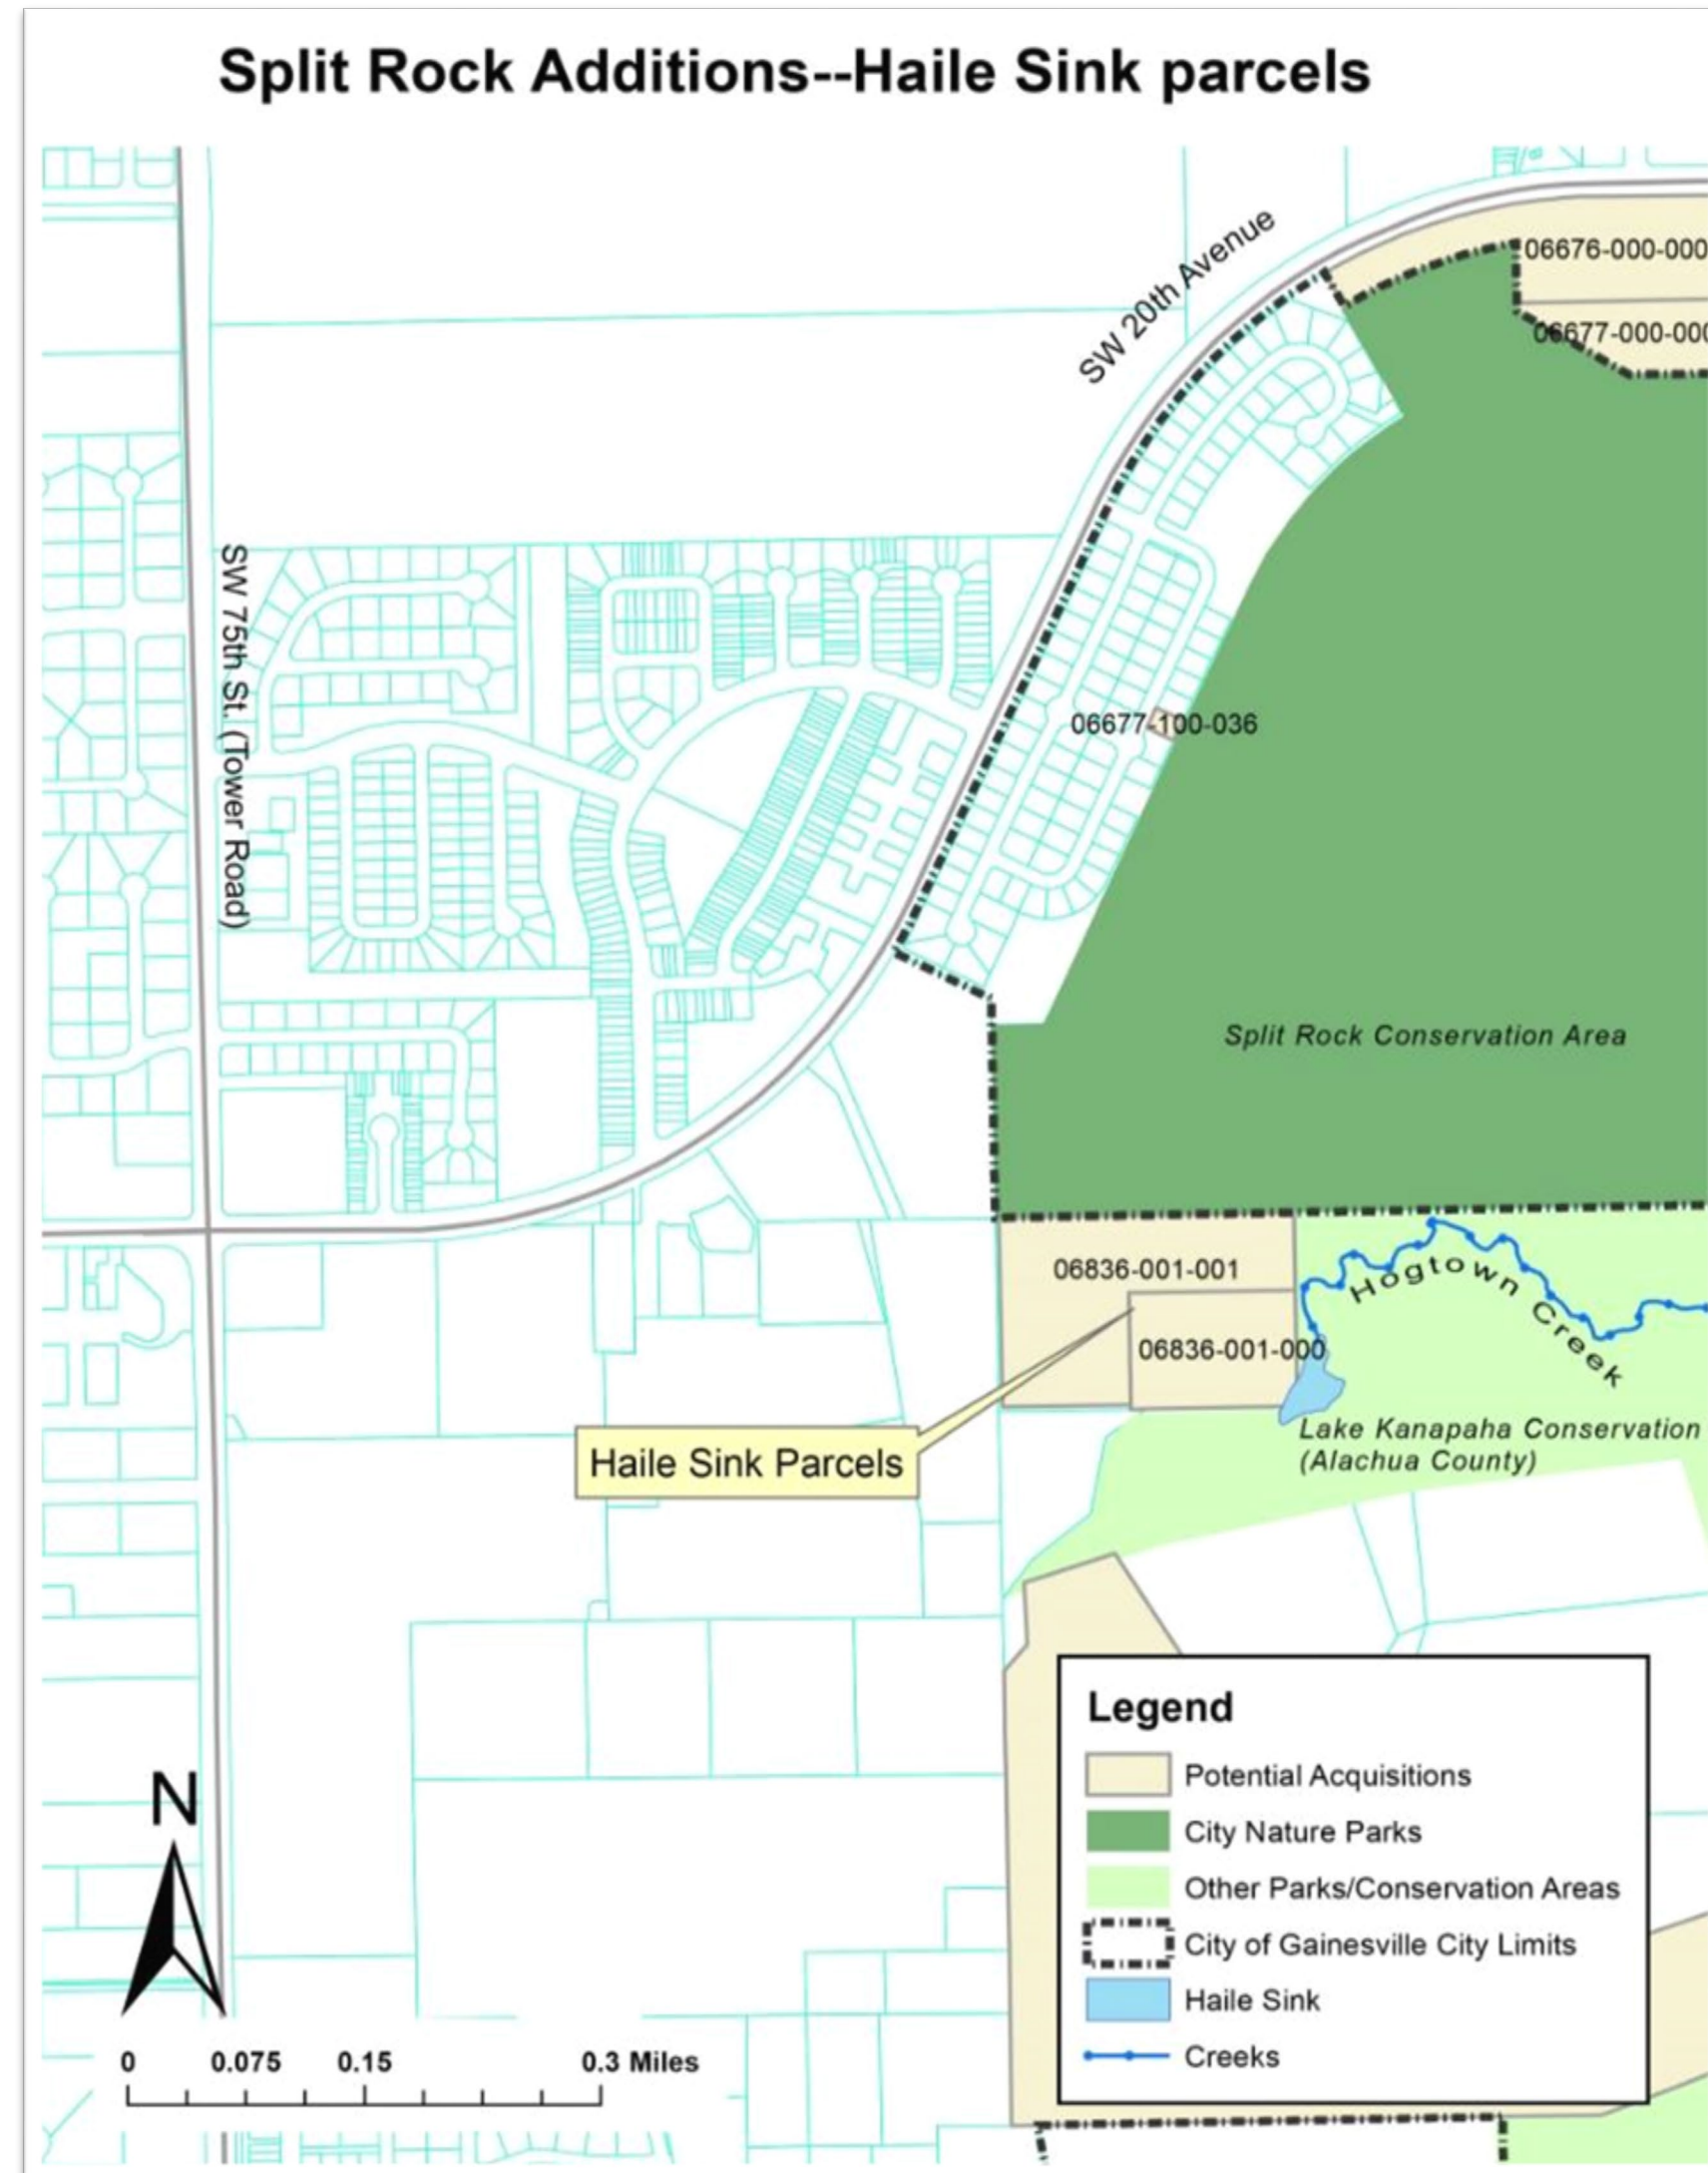 Split Rock Additions--Haile Sink parcels
SW 20th Avenue
06676-000-000
06677-000-000
SW 75th St. (Tower Road)
06677-100-036
Split Rock Conservation Area
06836-001-001
Hogtown Creek
06836-001-000
Haile Sink Parcels
Lake Kanapaha Conservation
(Alachua County)
Legend
Potential Acquisitions
City Nature Parks
Other Parks/Conservation Areas
City of Gainesville City Limits
Haile Sink
Creeks
N
0 0.075 0.15 0.3 Miles